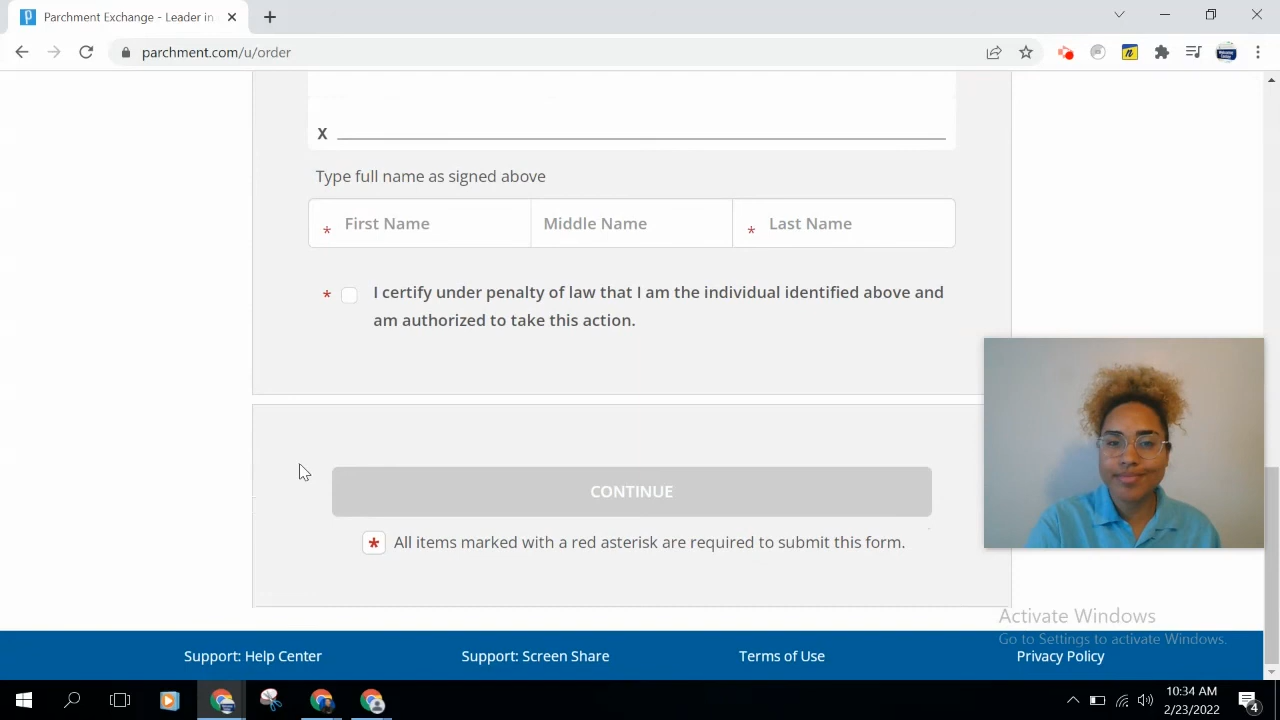 Parchment Exchange - Leader in
parchment.com/u/order
X
Type full name as signed above
* First Name
Middle Name
* Last Name
* I certify under penalty of law that I am the individual identified above and
am authorized to take this action.
CONTINUE
* All items marked with a red asterisk are required to submit this form.
Activate Windows
Go to Settings to activate Windows.
Support: Help Center
Support: Screen Share
Terms of Use
Privacy Policy
10:34 AM
2/23/2022
4